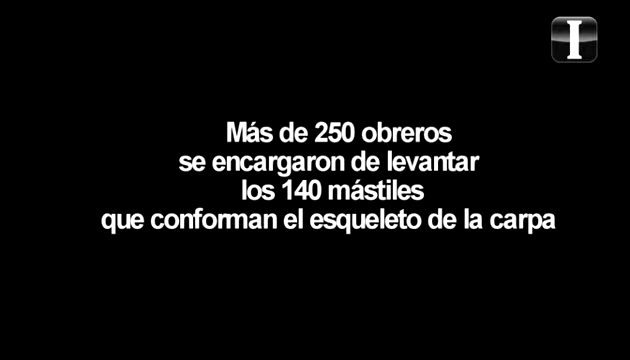 I
Más de 250 obreros
se encargaron de levantar
los 140 mástiles
que conforman el esqueleto de la carpa